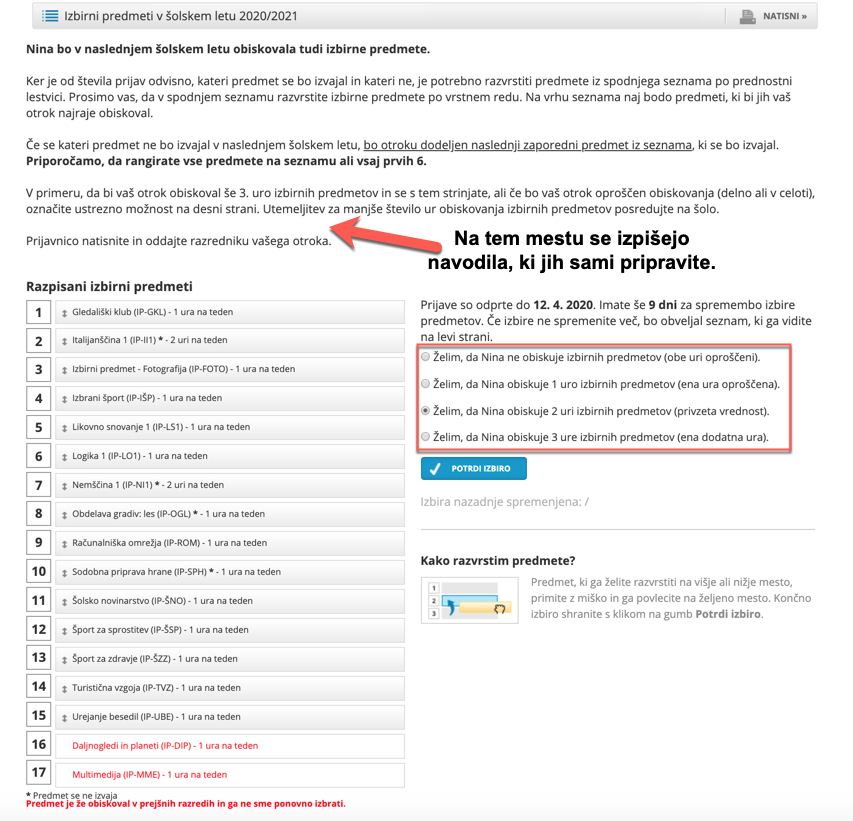 Izbirni predmeti v šolskem letu 2020/2021
NATISNI »
Nina bo v naslednjem šolskem letu obiskovala tudi izbirne predmete.
Ker je od števila prijav odvisno, kateri predmet se bo izvajal in kateri ne, je potrebno razvrstiti predmete iz spodnjega seznama po prednostni
lestvici. Prosimo vas, da v spodnjem seznamu razvrstite izbirne predmete po vrstnem redu. Na vrhu seznama naj bodo predmeti, ki bi jih vaš
otrok najraje obiskoval.
Če se kateri predmet ne bo izvajal v naslednjem šolskem letu, bo otroku dodeljen naslednji zaporedni predmet iz seznama, ki se bo izvajal.
Priporočamo, da rangirate vse predmete na seznamu ali vsaj prvih 6.
V primeru, da bi vaš otrok obiskoval še 3. uro izbirnih predmetov in se s tem strinjate, ali če bo vaš otrok oproščen obiskovanja (delno ali v celoti),
označite ustrezno možnost na desni strani. Utemeljitev za manjše število ur obiskovanja izbirnih predmetov posredujte na šolo.
Prijavnico natisnite in oddajte razredniku vašega otroka.
Na tem mestu se izpišejo
navodila, ki jih sami pripravite.
Razpisani izbirni predmeti
1 Gledališki klub (IP-GKL) - 1 ura na teden
2 Italijanščina 1 (IP-II1) * - 2 uri na teden
3 Izbirni predmet - Fotografija (IP-FOTO) - 1 ura na teden
4 Izbrani šport (IP-IŠP) - 1 ura na teden
5 Likovno snovanje 1 (IP-LS1) - 1 ura na teden
6 Logika 1 (IP-LO1) - 1 ura na teden
7 Nemščina 1 (IP-NI1) * - 2 uri na teden
8 Obdelava gradiv: les (IP-OGL) * - 1 ura na teden
9 Računalniška omrežja (IP-ROM) - 1 ura na teden
10 Sodobna priprava hrane (IP-SPH) * - 1 ura na teden
11 Šolsko novinarstvo (IP-ŠNO) - 1 ura na teden
12 Šport za sprostitev (IP-ŠSP) - 1 ura na teden
13 Šport za zdravje (IP-ŠZZ) - 1 ura na teden
14 Turistična vzgoja (IP-TVZ) - 1 ura na teden
15 Urejanje besedil (IP-UBE) - 1 ura na teden
16 Daljnogledi in planeti (IP-DIP) - 1 ura na teden
17 Multimedija (IP-MME) - 1 ura na teden
* Predmet se ne izvaja
Predmet je že obiskoval v prejšnih razredih in ga ne sme ponovno izbrati.
Prijave so odprte do 12. 4. 2020. Imate še 9 dni za spremembo izbire
predmetov. Če izbire ne spremenite več, bo obveljal seznam, ki ga vidite
na levi strani.
Želim, da Nina ne obiskuje izbirnih predmetov (obe uri oproščeni).
Želim, da Nina obiskuje 1 uro izbirnih predmetov (ena ura oproščena).
Želim, da Nina obiskuje 2 uri izbirnih predmetov (privzeta vrednost).
Želim, da Nina obiskuje 3 ure izbirnih predmetov (ena dodatna ura).
POTRDI IZBIRO
Izbira nazadnje spremenjena: /
Kako razvrstim predmete?
1
2
3
Predmet, ki ga želite razvrstiti na višje ali nižje mesto,
primite z miško in ga povlecite na željeno mesto. Končno
izbiro shranite s klikom na gumb Potrdi izbiro.